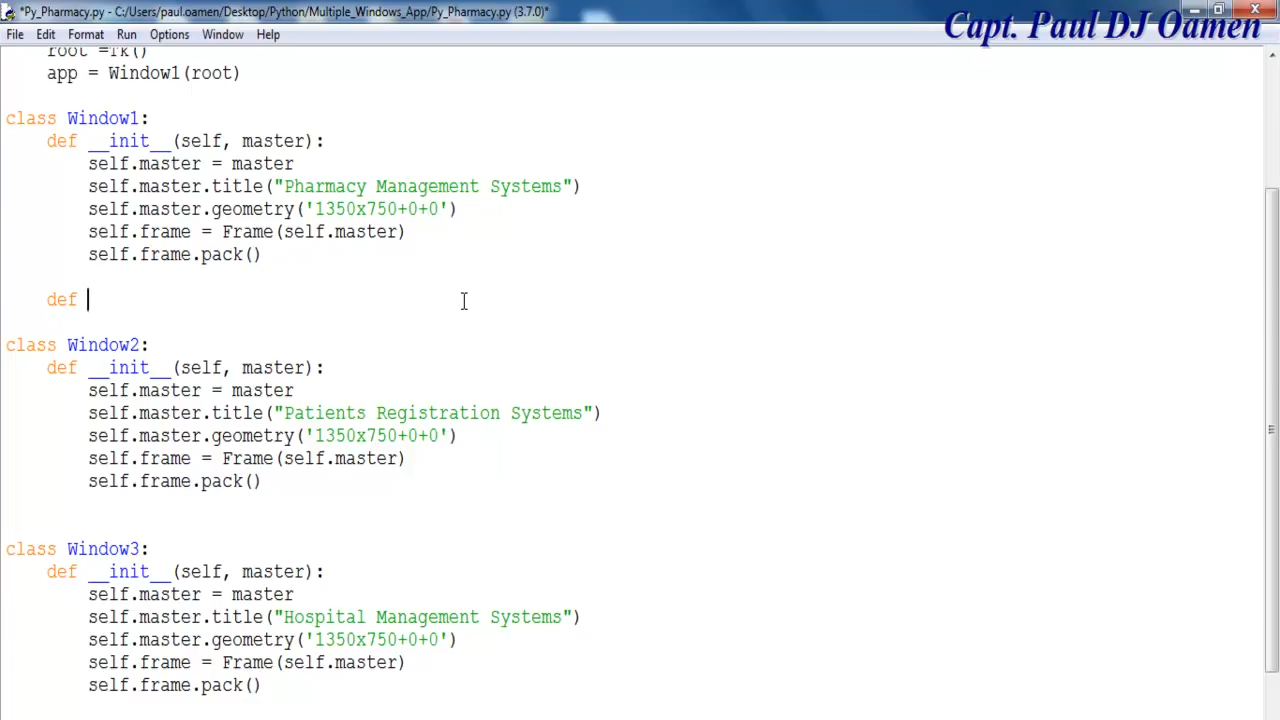 *Py_Pharmacy.py - C:/Users/paul.oamen/Desktop/Python/Multiple_Windows_App/Py_Pharmacy.py (3.7.0)*
Capt. Paul DJ Oamen
File Edit Format Run Options Window Help
root =Tk()
app = Window1(root)
class Window1:
def __init__(self, master):
self.master = master
self.master.title("Pharmacy Management Systems")
self.master.geometry('1350x750+0+0')
self.frame = Frame(self.master)
self.frame.pack()
def
class Window2:
def __init__(self, master):
self.master = master
self.master.title("Patients Registration Systems")
self.master.geometry('1350x750+0+0')
self.frame = Frame(self.master)
self.frame.pack()
class Window3:
def __init__(self, master):
self.master = master
self.master.title("Hospital Management Systems")
self.master.geometry('1350x750+0+0')
self.frame = Frame(self.master)
self.frame.pack()